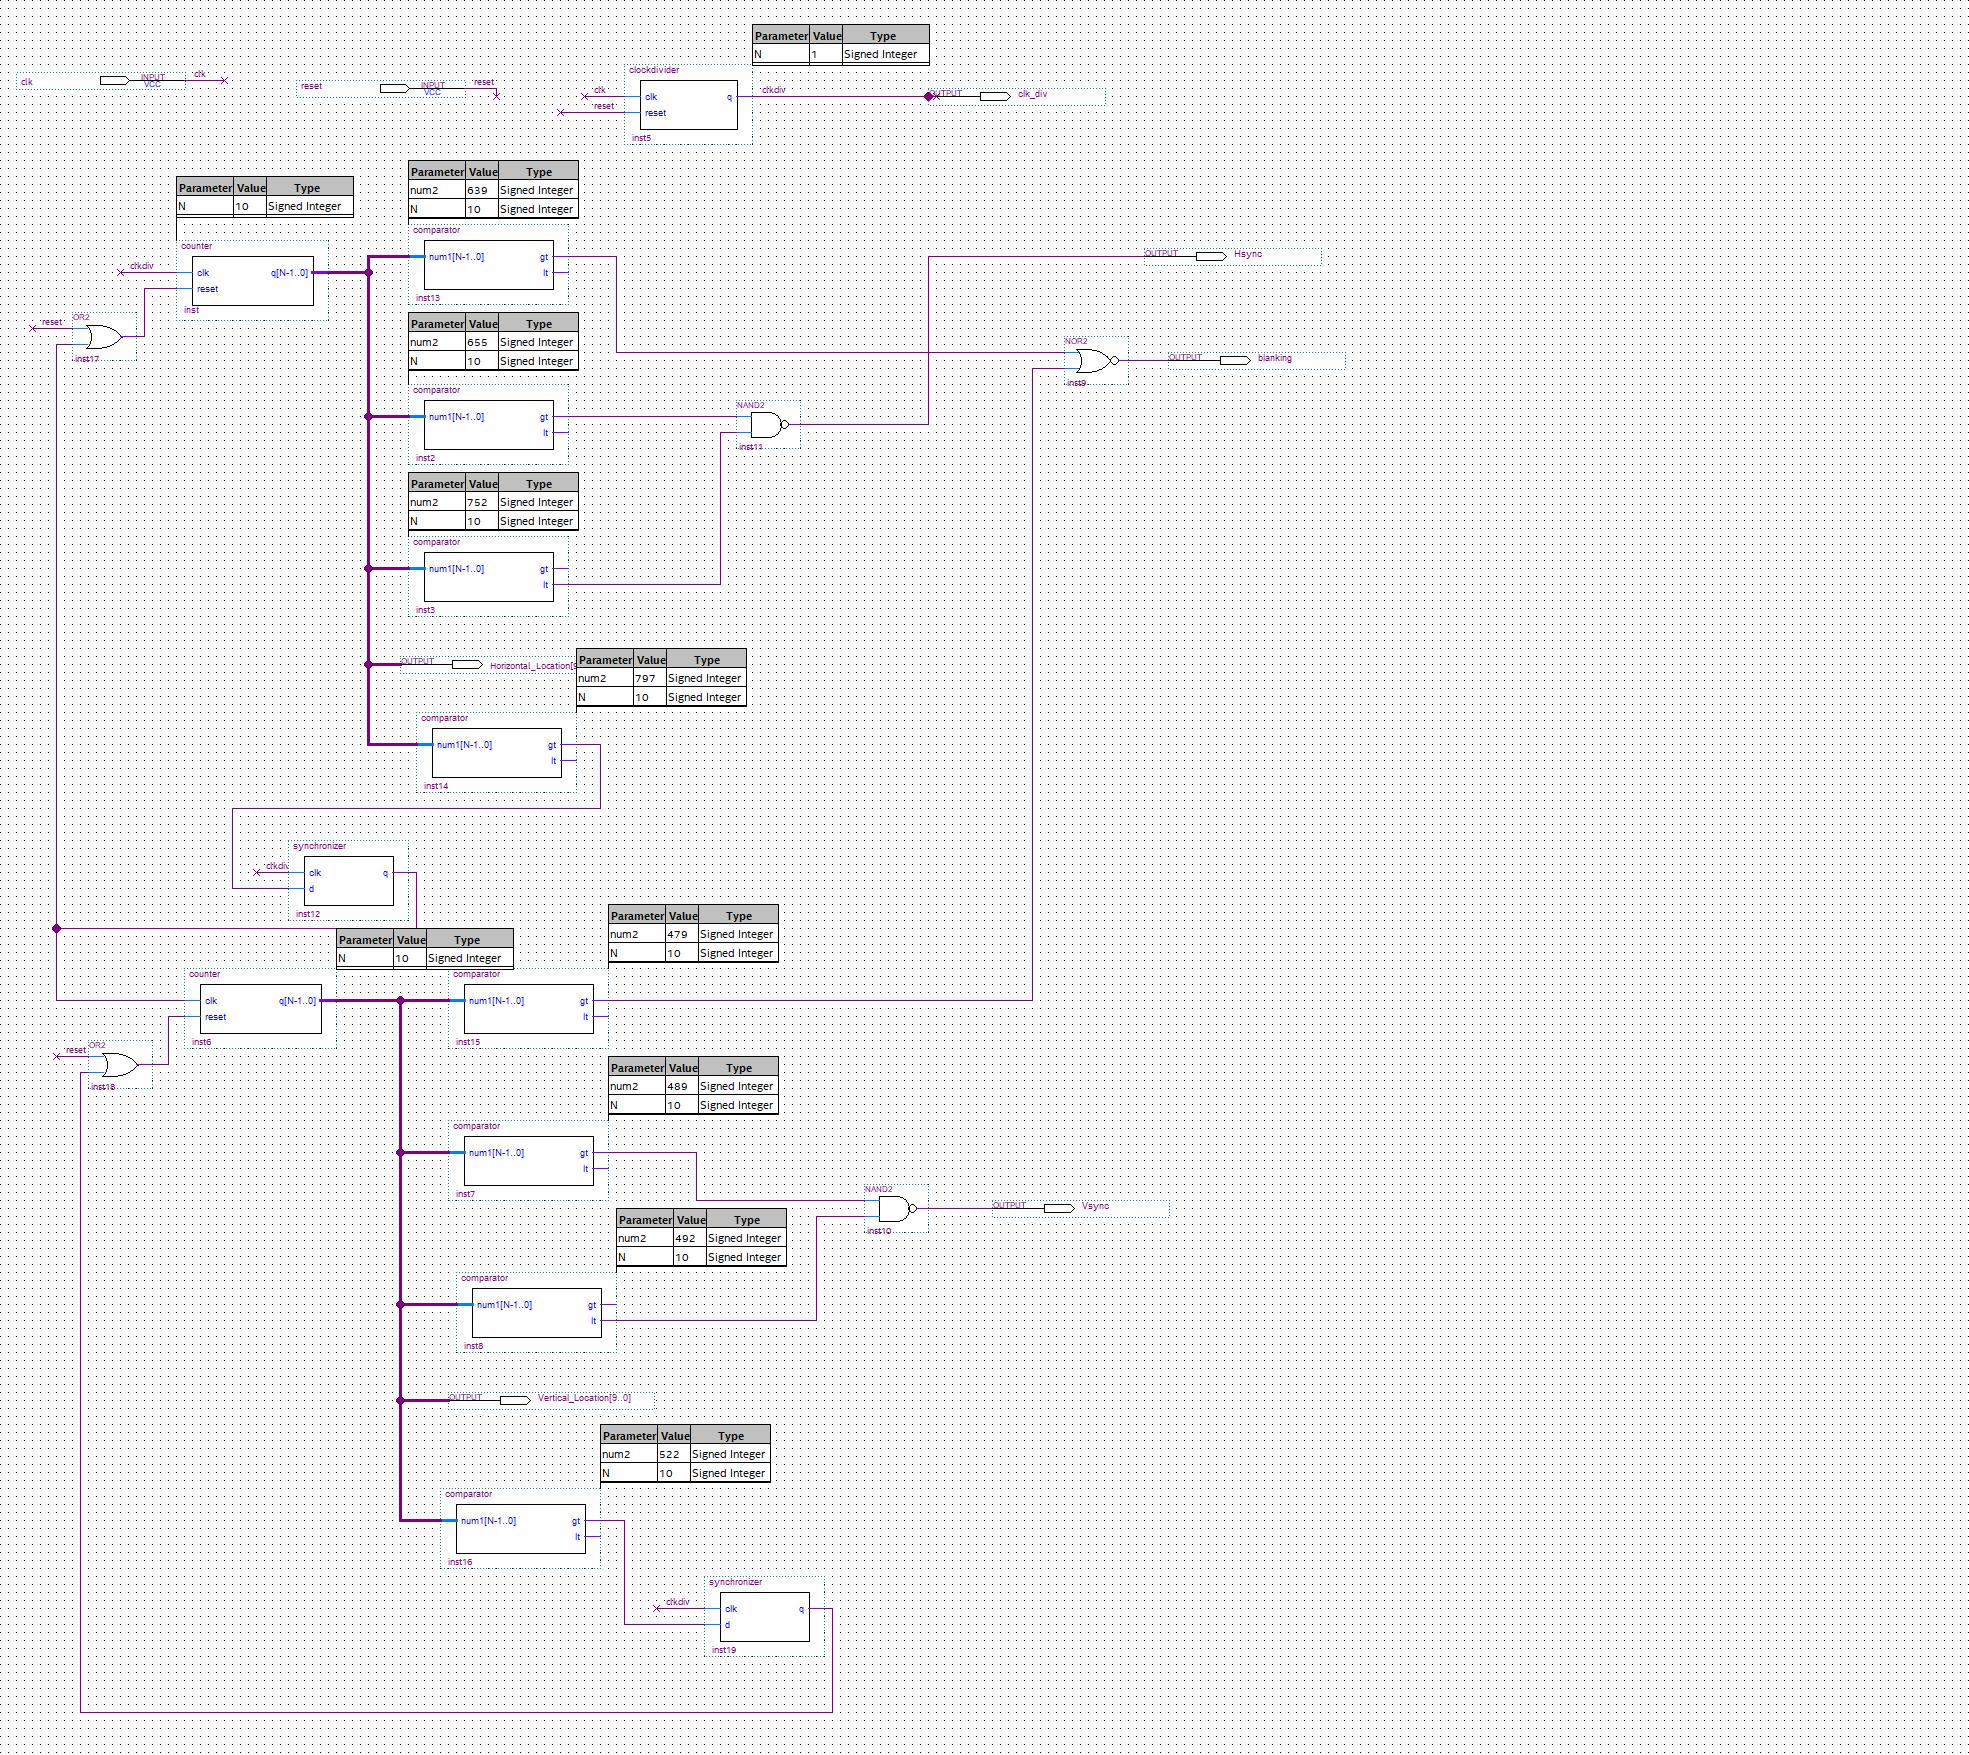 Parameter Value Type
N 1 Signed Integer
clk INPUT VCC clk
reset INPUT VCC reset
clockdivider
clk clk q clkdiv OUTPUT clk_div
reset reset
inst5
Parameter Value Type
N 10 Signed Integer
Parameter Value Type
num2 639 Signed Integer
N 10 Signed Integer
counter
clkdiv clk q[N-1..0]
reset
inst
comparator
num1[N-1..0] gt
lt
inst13
OUTPUT Hsync
reset OR2
inst17
Parameter Value Type
num2 655 Signed Integer
N 10 Signed Integer
NOR2
inst9
OUTPUT blanking
comparator
num1[N-1..0] gt
lt
inst2
NAND2
inst11
Parameter Value Type
num2 752 Signed Integer
N 10 Signed Integer
comparator
num1[N-1..0] gt
lt
inst3
OUTPUT Horizontal_Location[9
Parameter Value Type
num2 797 Signed Integer
N 10 Signed Integer
comparator
num1[N-1..0] gt
lt
inst14
synchronizer
clkdiv clk q
d
inst12
Parameter Value Type
N 10 Signed Integer
Parameter Value Type
num2 479 Signed Integer
N 10 Signed Integer
counter
clk q[N-1..0]
reset
inst6
comparator
num1[N-1..0] gt
lt
inst15
reset OR2
inst18
Parameter Value Type
num2 489 Signed Integer
N 10 Signed Integer
comparator
num1[N-1..0] gt
lt
inst7
NAND2
inst10
OUTPUT Vsync
Parameter Value Type
num2 492 Signed Integer
N 10 Signed Integer
comparator
num1[N-1..0] gt
lt
inst8
OUTPUT Vertical_Location[9..0]
Parameter Value Type
num2 522 Signed Integer
N 10 Signed Integer
comparator
num1[N-1..0] gt
lt
inst16
synchronizer
clkdiv clk q
d
inst19